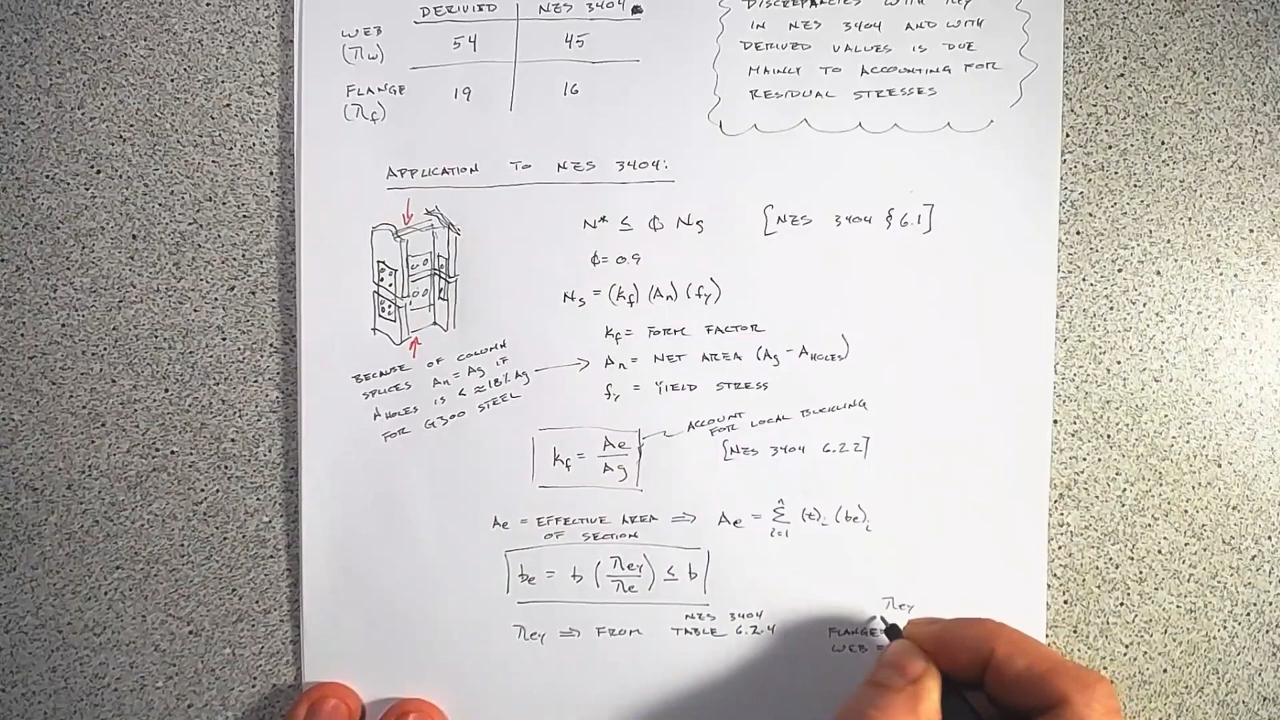 DERIVED NZS 3404
WEB 54 45
(λw)
FLANGE 19 16
(λf)
DISCREPANCIES WITH λey
IN NZS 3404 AND WITH
DERIVED VALUES IS DUE
MAINLY TO ACCOUNTING FOR
RESIDUAL STRESSES
APPLICATION TO NZS 3404:
N* ≤ φ Ns [NZS 3404 § 6.1]
φ = 0.9
Ns = (kf) (An) (fy)
kf = FORM FACTOR
An = NET AREA (Ag - AHOLES)
fy = YIELD STRESS
BECAUSE OF COLUMN
SPLICES An = Ag IF
AHOLES IS < ≈18% Ag
FOR G300 STEEL
kf = Ae/Ag
ACCOUNT
FOR LOCAL BUCKLING
[NZS 3404 6.2.2]
Ae = EFFECTIVE AREA ⇒ Ae = Σ (t)i (be)i
OF SECTION
n
i=1
be = b (λey/λe) ≤ b
λey ⇒ FROM NZS 3404
TABLE 6.2.4
λey
FLANGE
WEB =